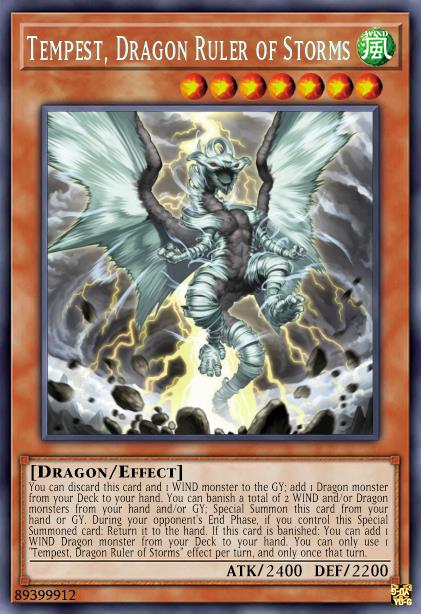 TEMPEST, DRAGON RULER OF STORMS
WIND
風
[DRAGON/EFFECT]
You can discard this card and 1 WIND monster to the GY; add 1 Dragon monster
from your Deck to your hand. You can banish a total of 2 WIND and/or Dragon
monsters from your hand and/or GY; Special Summon this card from your
hand or GY. During your opponent's End Phase, if you control this Special
Summoned card: Return it to the hand. If this card is banished: You can add 1
WIND Dragon monster from your Deck to your hand. You can only use 1
"Tempest, Dragon Ruler of Storms" effect per turn, and only once that turn.
ATK/2400 DEF/2200
89399912